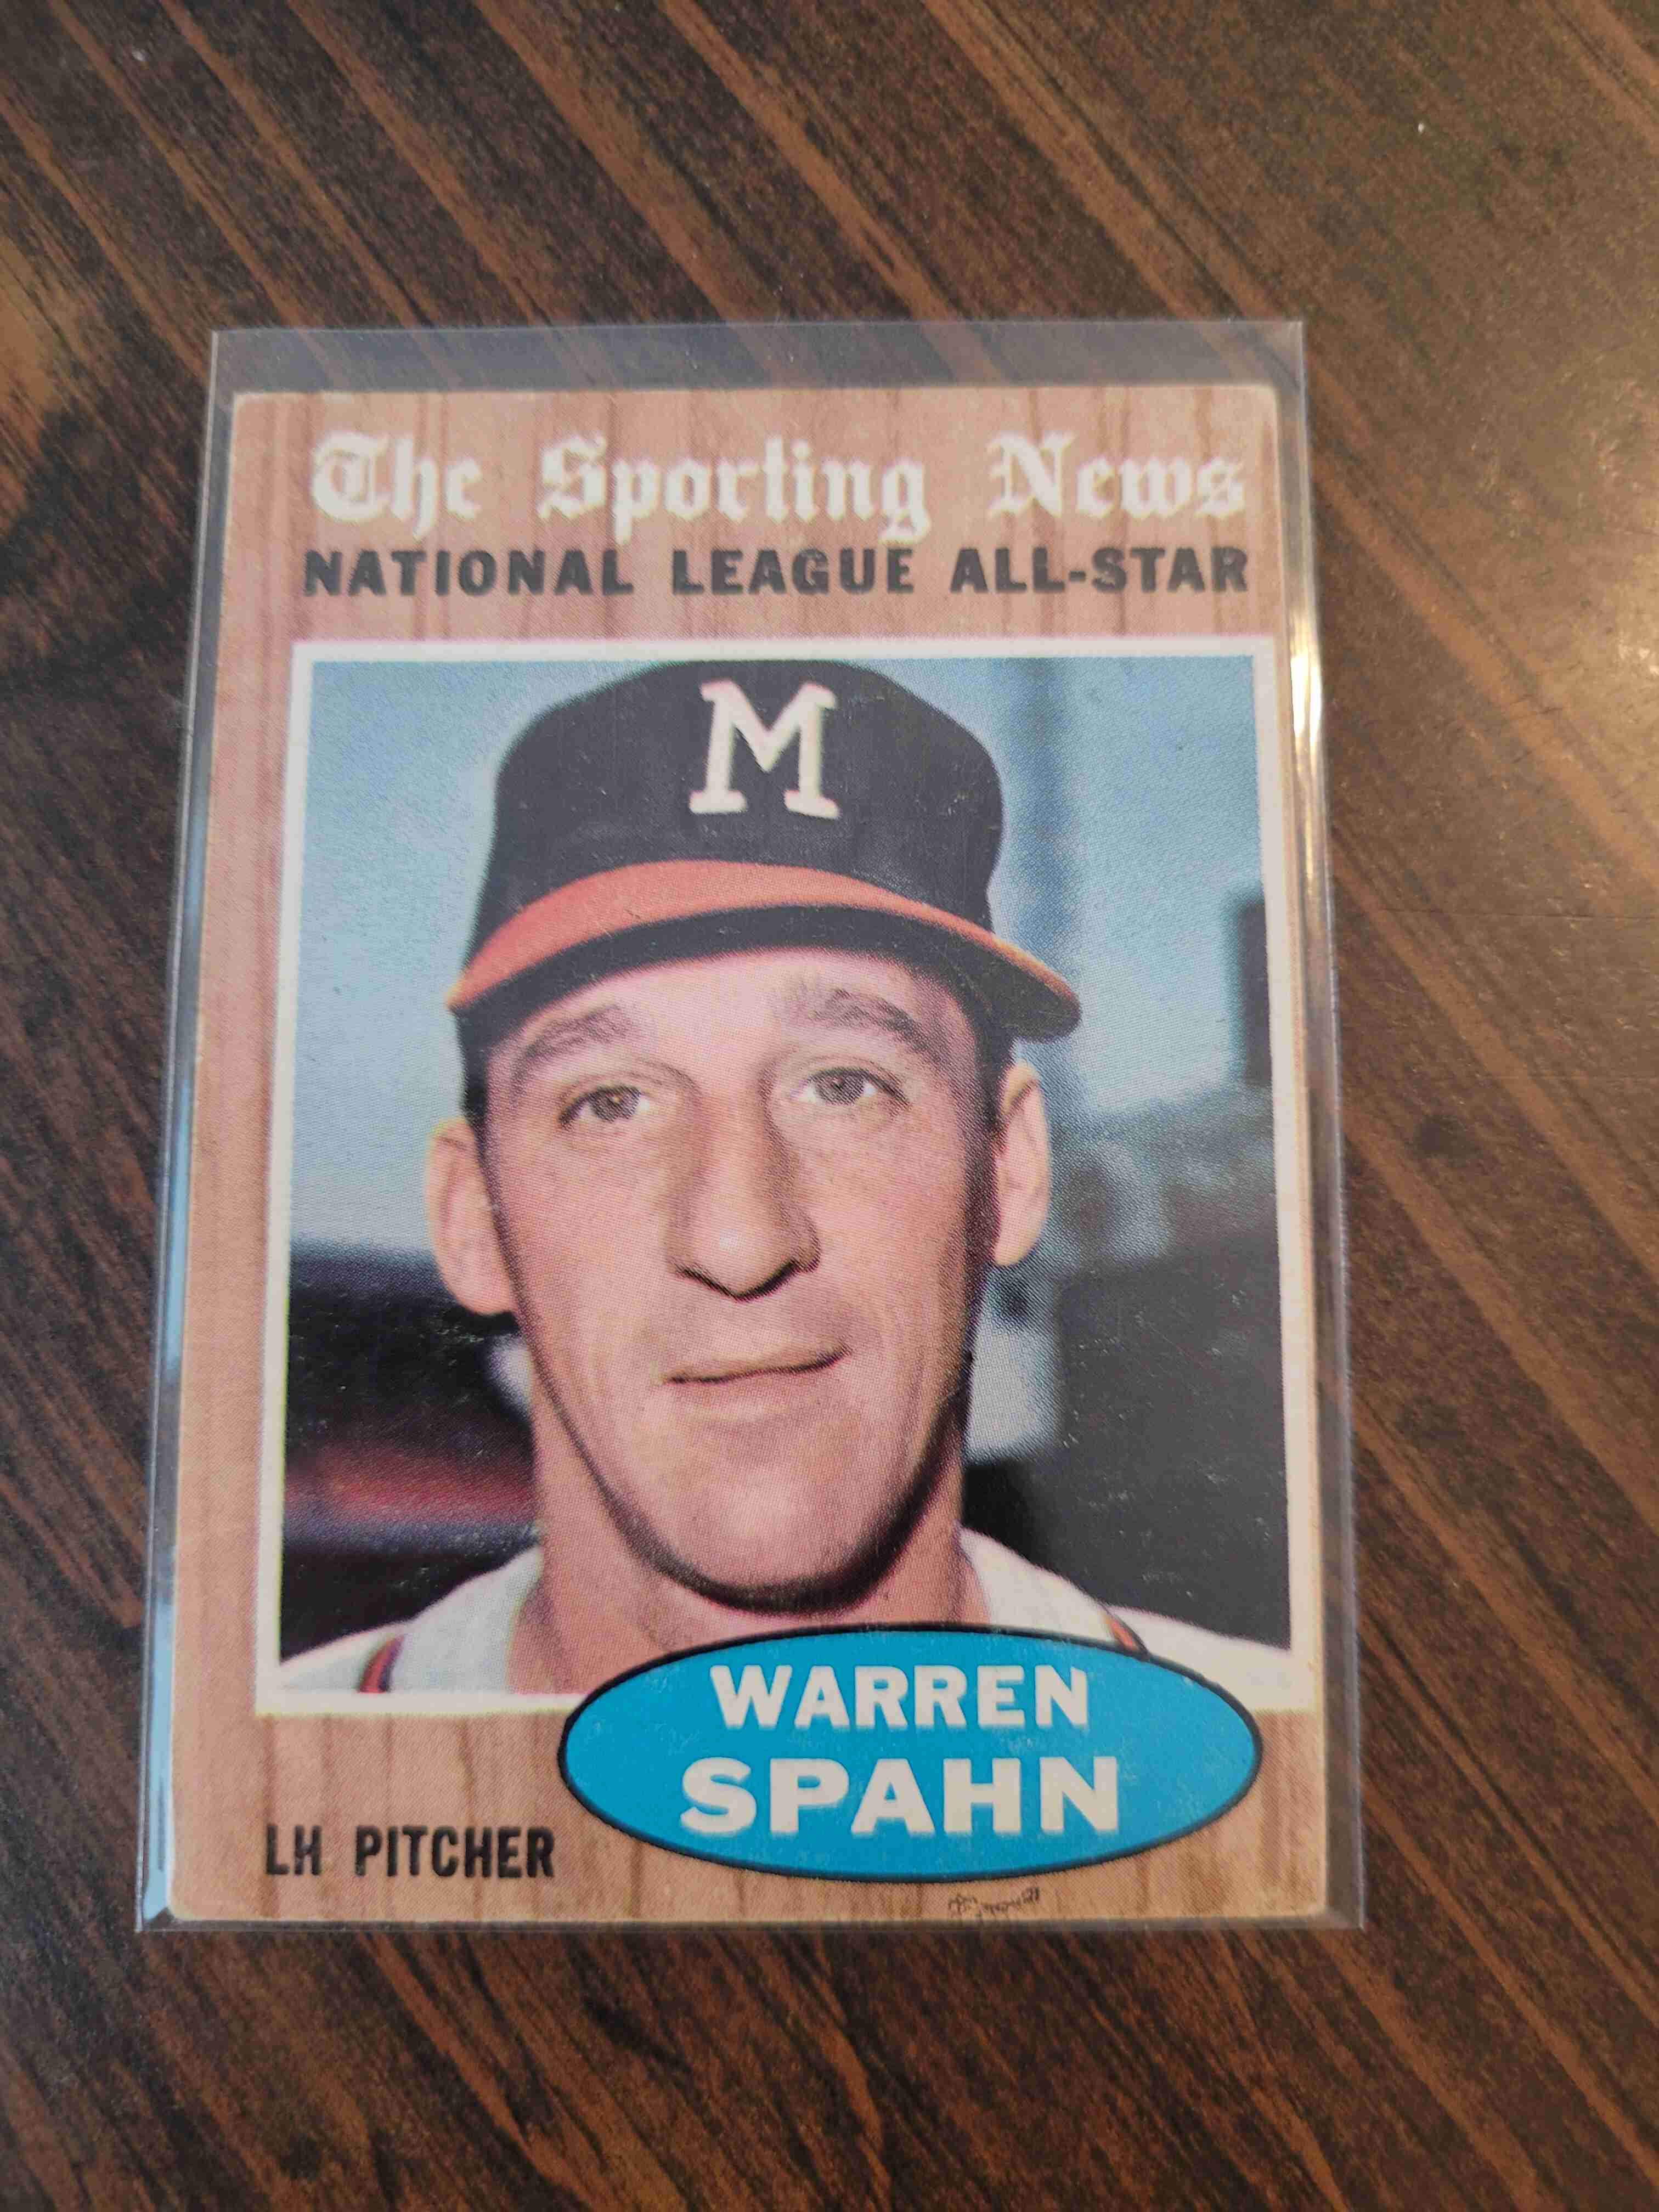 The Sporting News
NATIONAL LEAGUE ALL-STAR
M
WARREN
SPAHN
LH PITCHER